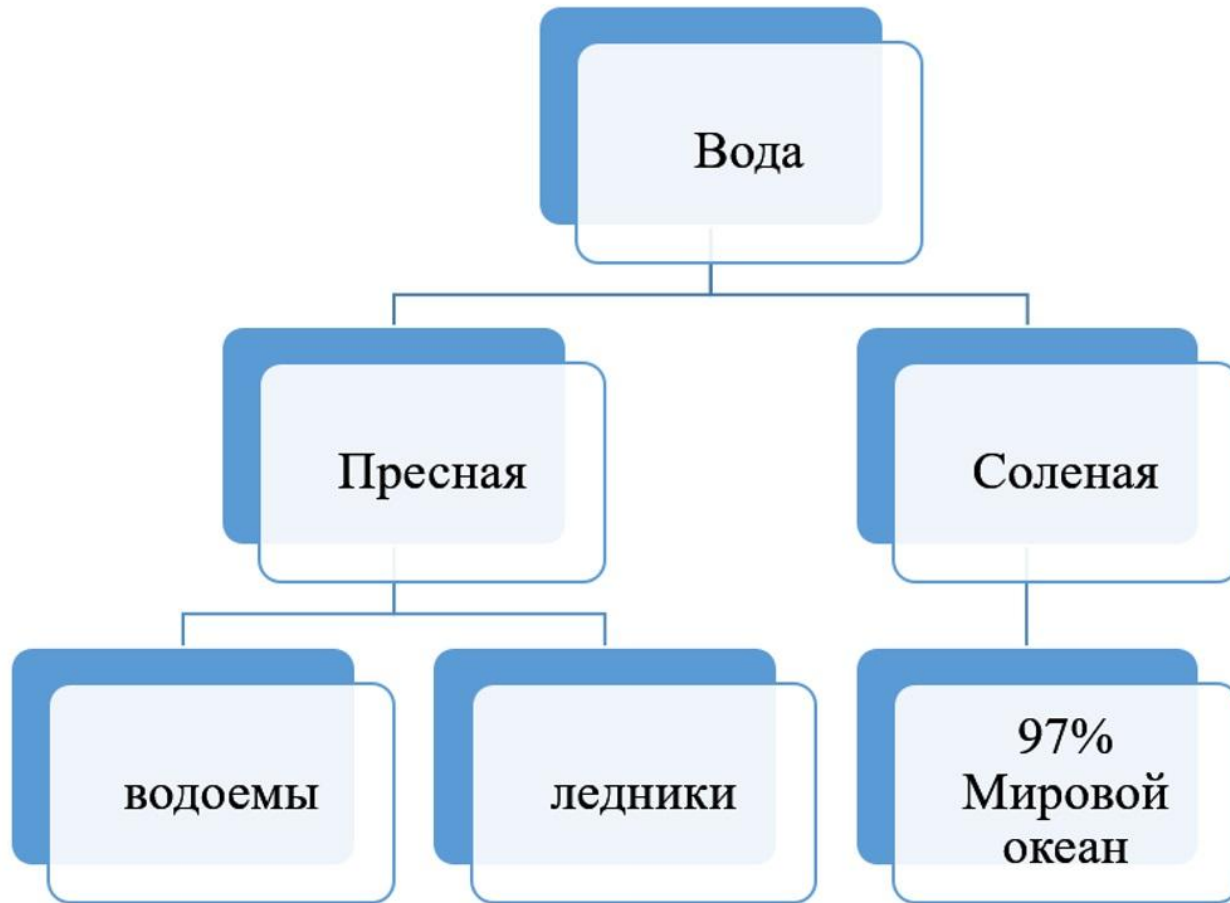 Вода
Пресная
Соленая
водоемы
ледники
97%
Мировой
океан